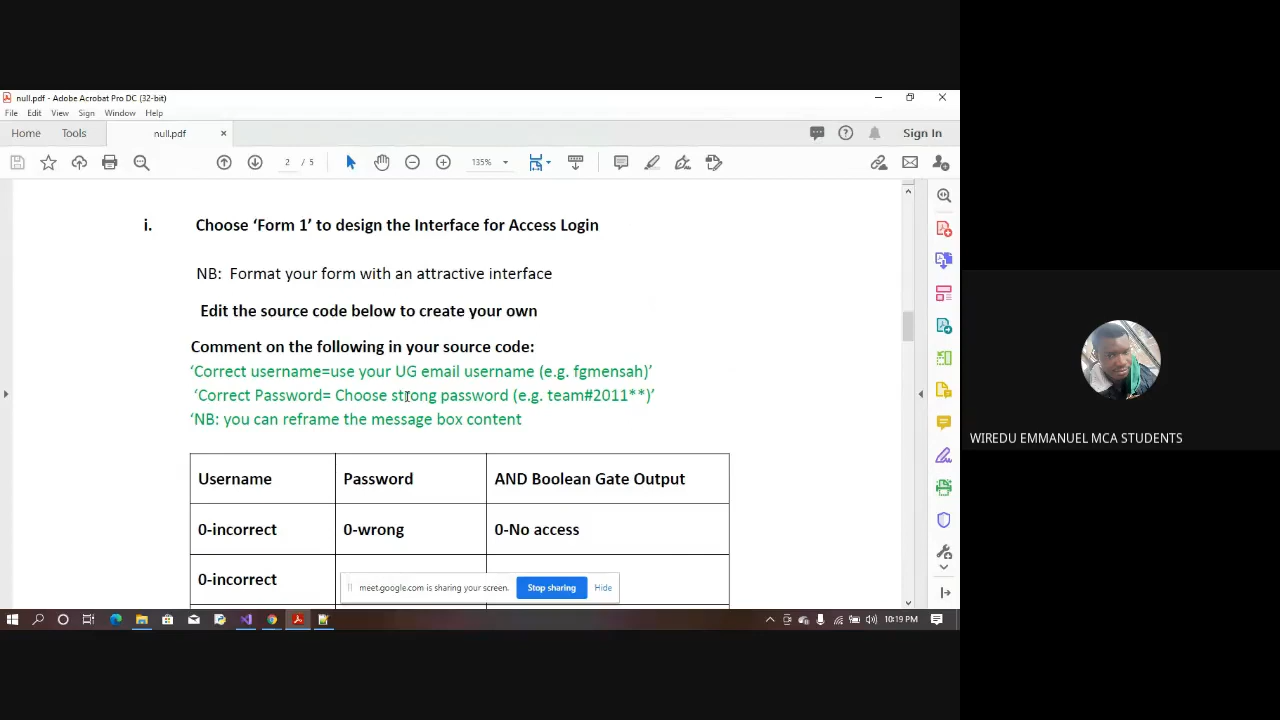 null.pdf - Adobe Acrobat Pro DC (32-bit)
File Edit View Sign Window Help
Home Tools null.pdf × Sign In
2 / 5 135%
i. Choose ‘Form 1’ to design the Interface for Access Login
NB: Format your form with an attractive interface
Edit the source code below to create your own
Comment on the following in your source code:
‘Correct username=use your UG email username (e.g. fgmensah)’
‘Correct Password= Choose strong password (e.g. team#2011**)’
‘NB: you can reframe the message box content
Username Password AND Boolean Gate Output
0-incorrect 0-wrong 0-No access
0-incorrect
meet.google.com is sharing your screen. Stop sharing Hide
10:19 PM
WIREDU EMMANUEL MCA STUDENTS